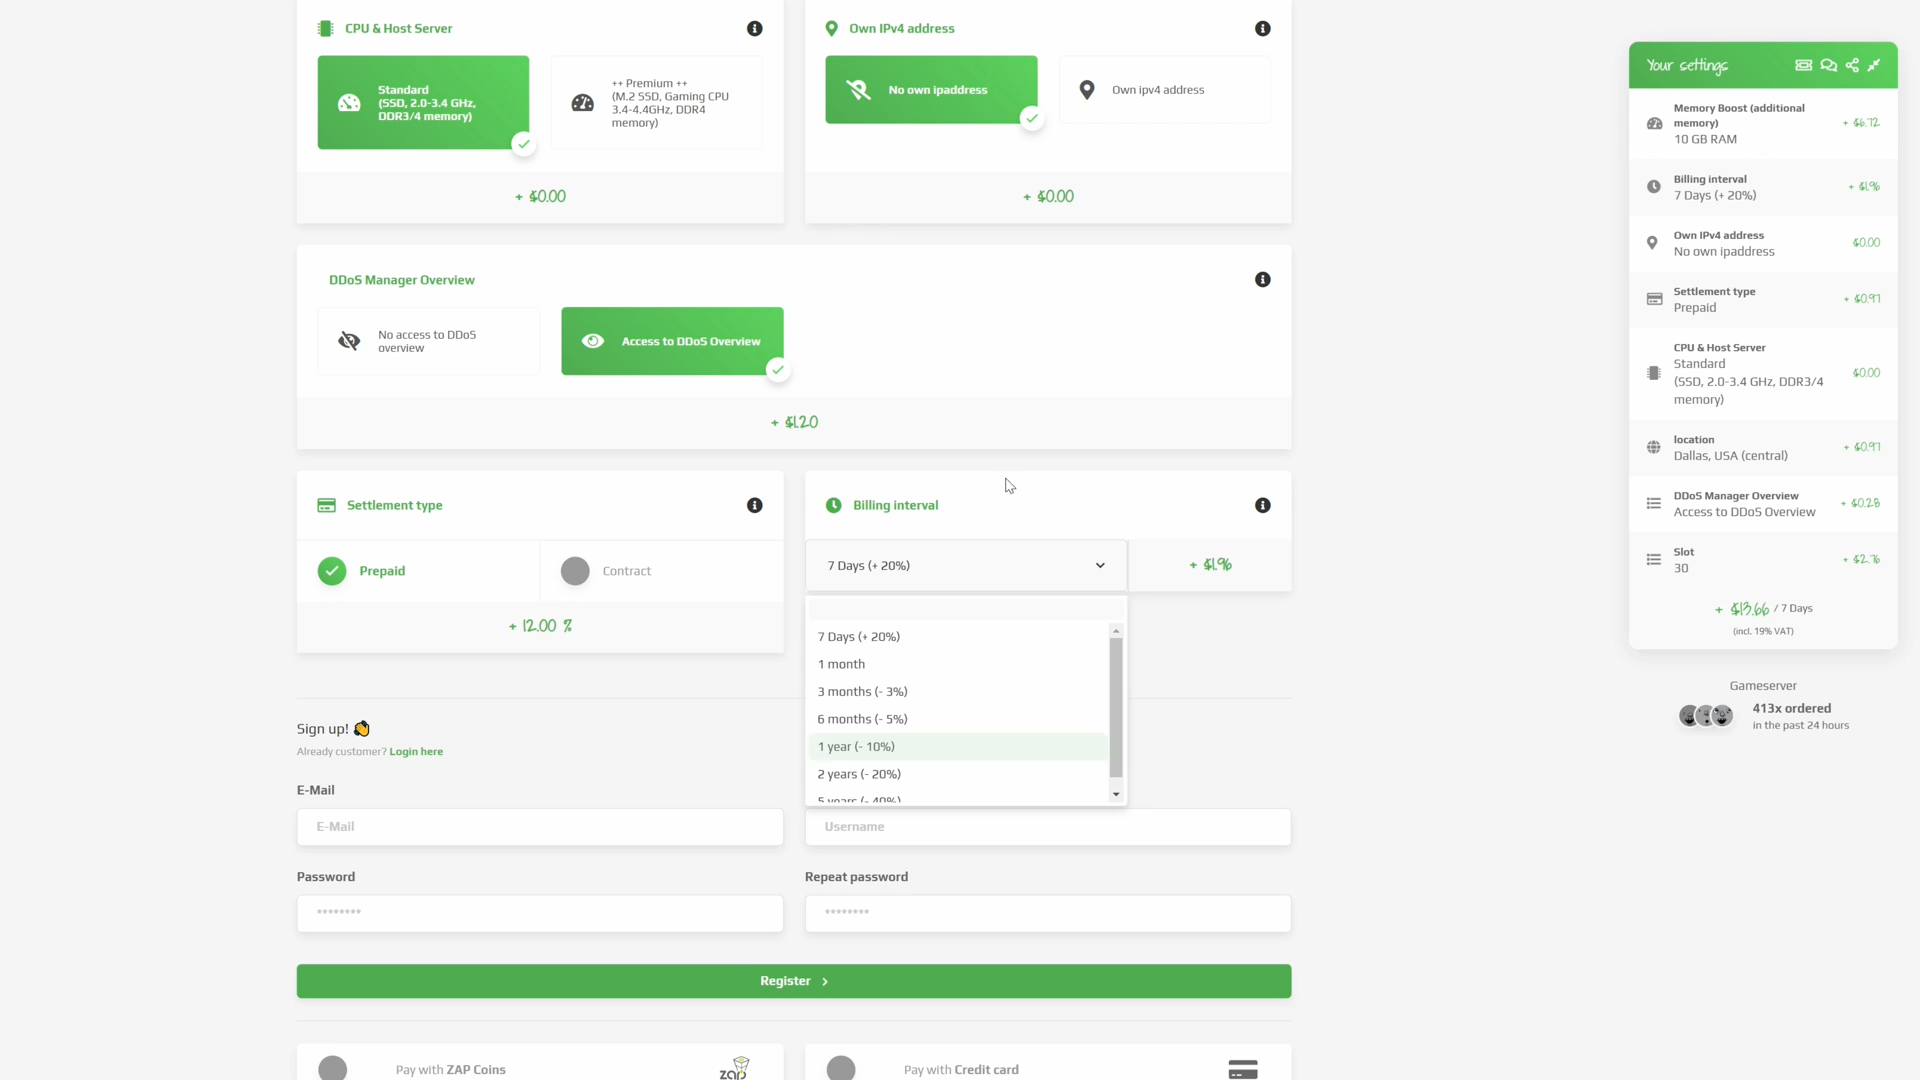 CPU & Host Server
Standard
(SSD, 2.0-3.4 GHz,
DDR3/4 memory)
++ Premium ++
(M.2 SSD, Gaming CPU
3.4-4.4GHz, DDR4
memory)
+ $0.00
Own IPv4 address
No own ipaddress
Own ipv4 address
+ $0.00
DDoS Manager Overview
No access to DDoS
overview
Access to DDoS Overview
+ $1.20
Settlement type
Prepaid
Contract
+ 12.00 %
Billing interval
7 Days (+ 20%)
+ $1.96
7 Days (+ 20%)
1 month
3 months (- 3%)
6 months (- 5%)
1 year (- 10%)
2 years (- 20%)
5 years (- 40%)
Sign up! 👋
Already customer? Login here
E-Mail
E-Mail
Username
Password
Repeat password
********
********
Register
Pay with ZAP Coins
ZAP
Pay with Credit card
Your settings
Memory Boost (additional
memory)
10 GB RAM
+ $6.72
Billing interval
7 Days (+ 20%)
+ $1.96
Own IPv4 address
No own ipaddress
$0.00
Settlement type
Prepaid
+ $0.97
CPU & Host Server
Standard
(SSD, 2.0-3.4 GHz, DDR3/4
memory)
$0.00
location
Dallas, USA (central)
+ $0.97
DDoS Manager Overview
Access to DDoS Overview
+ $0.28
Slot
30
+ $2.76
+ $13.66 / 7 Days
(incl. 19% VAT)
Gameserver
413x ordered
in the past 24 hours